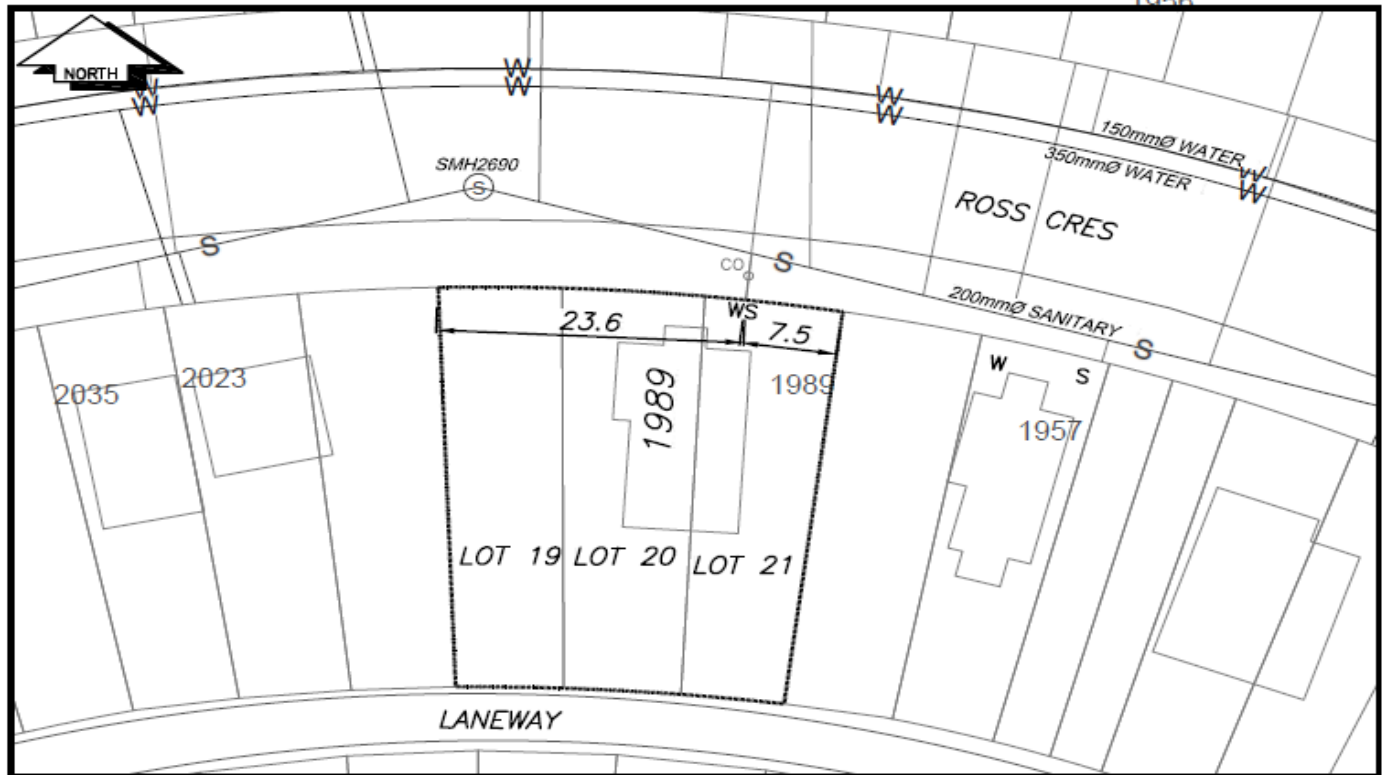 1956
NORTH
W
W
W
W
W
W
150mmØ WATER
350mmØ WATER
W
W
SMH2690
S
ROSS CRES
S
S
CO
200mmØ SANITARY
S
WS
23.6
7.5
1989
1989
2035
2023
W
S
1957
LOT 19
LOT 20
LOT 21
LANEWAY